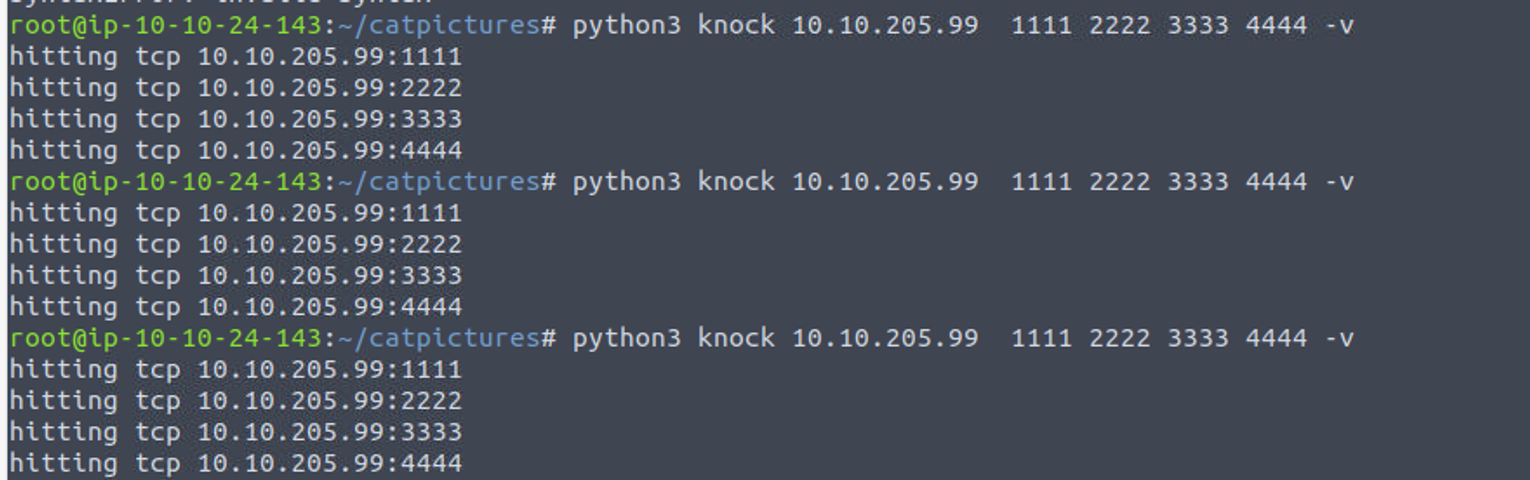 root@ip-10-10-24-143:~/catpictures# python3 knock 10.10.205.99  1111 2222 3333 4444 -v
hitting tcp 10.10.205.99:1111
hitting tcp 10.10.205.99:2222
hitting tcp 10.10.205.99:3333
hitting tcp 10.10.205.99:4444
root@ip-10-10-24-143:~/catpictures# python3 knock 10.10.205.99  1111 2222 3333 4444 -v
hitting tcp 10.10.205.99:1111
hitting tcp 10.10.205.99:2222
hitting tcp 10.10.205.99:3333
hitting tcp 10.10.205.99:4444
root@ip-10-10-24-143:~/catpictures# python3 knock 10.10.205.99  1111 2222 3333 4444 -v
hitting tcp 10.10.205.99:1111
hitting tcp 10.10.205.99:2222
hitting tcp 10.10.205.99:3333
hitting tcp 10.10.205.99:4444